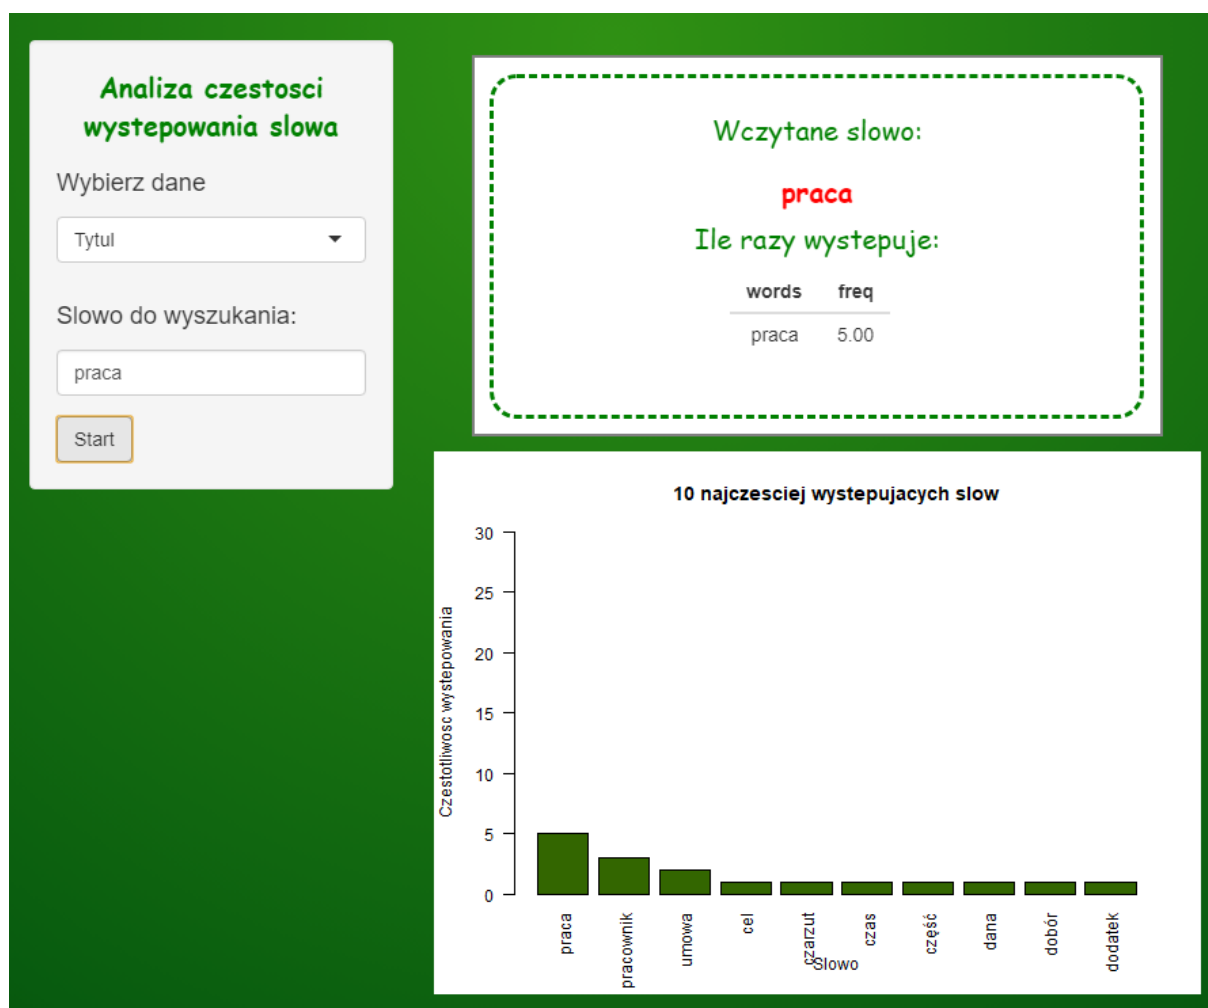 Analiza czestosci
wystepowania slowa
Wybierz dane
Tytul
Slowo do wyszukania:
praca
Start
Wczytane slowo:
praca
Ile razy wystepuje:
words freq
praca 5.00
10 najczesciej wystepujacych slow
Czestotliwosc wystepowania
30
25
20
15
10
5
0
praca
pracownik
umowa
cel
czarzut
czas
część
dana
dobór
dodatek
Slowo